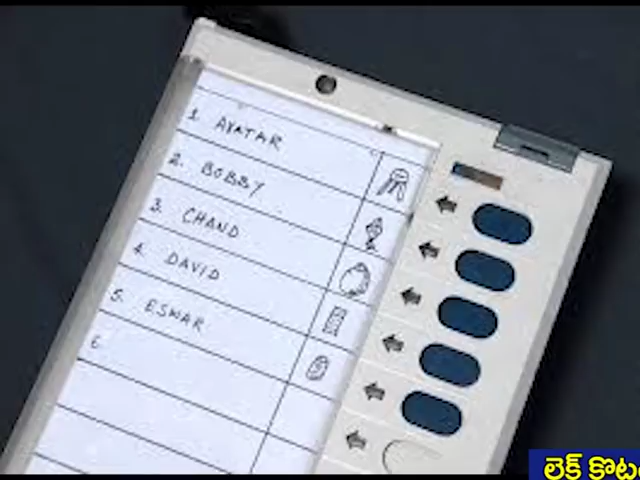 1. AVATAR
2. BOBBY
3. CHAND
4. DAVID
5. ESWAR
6.
లెక్